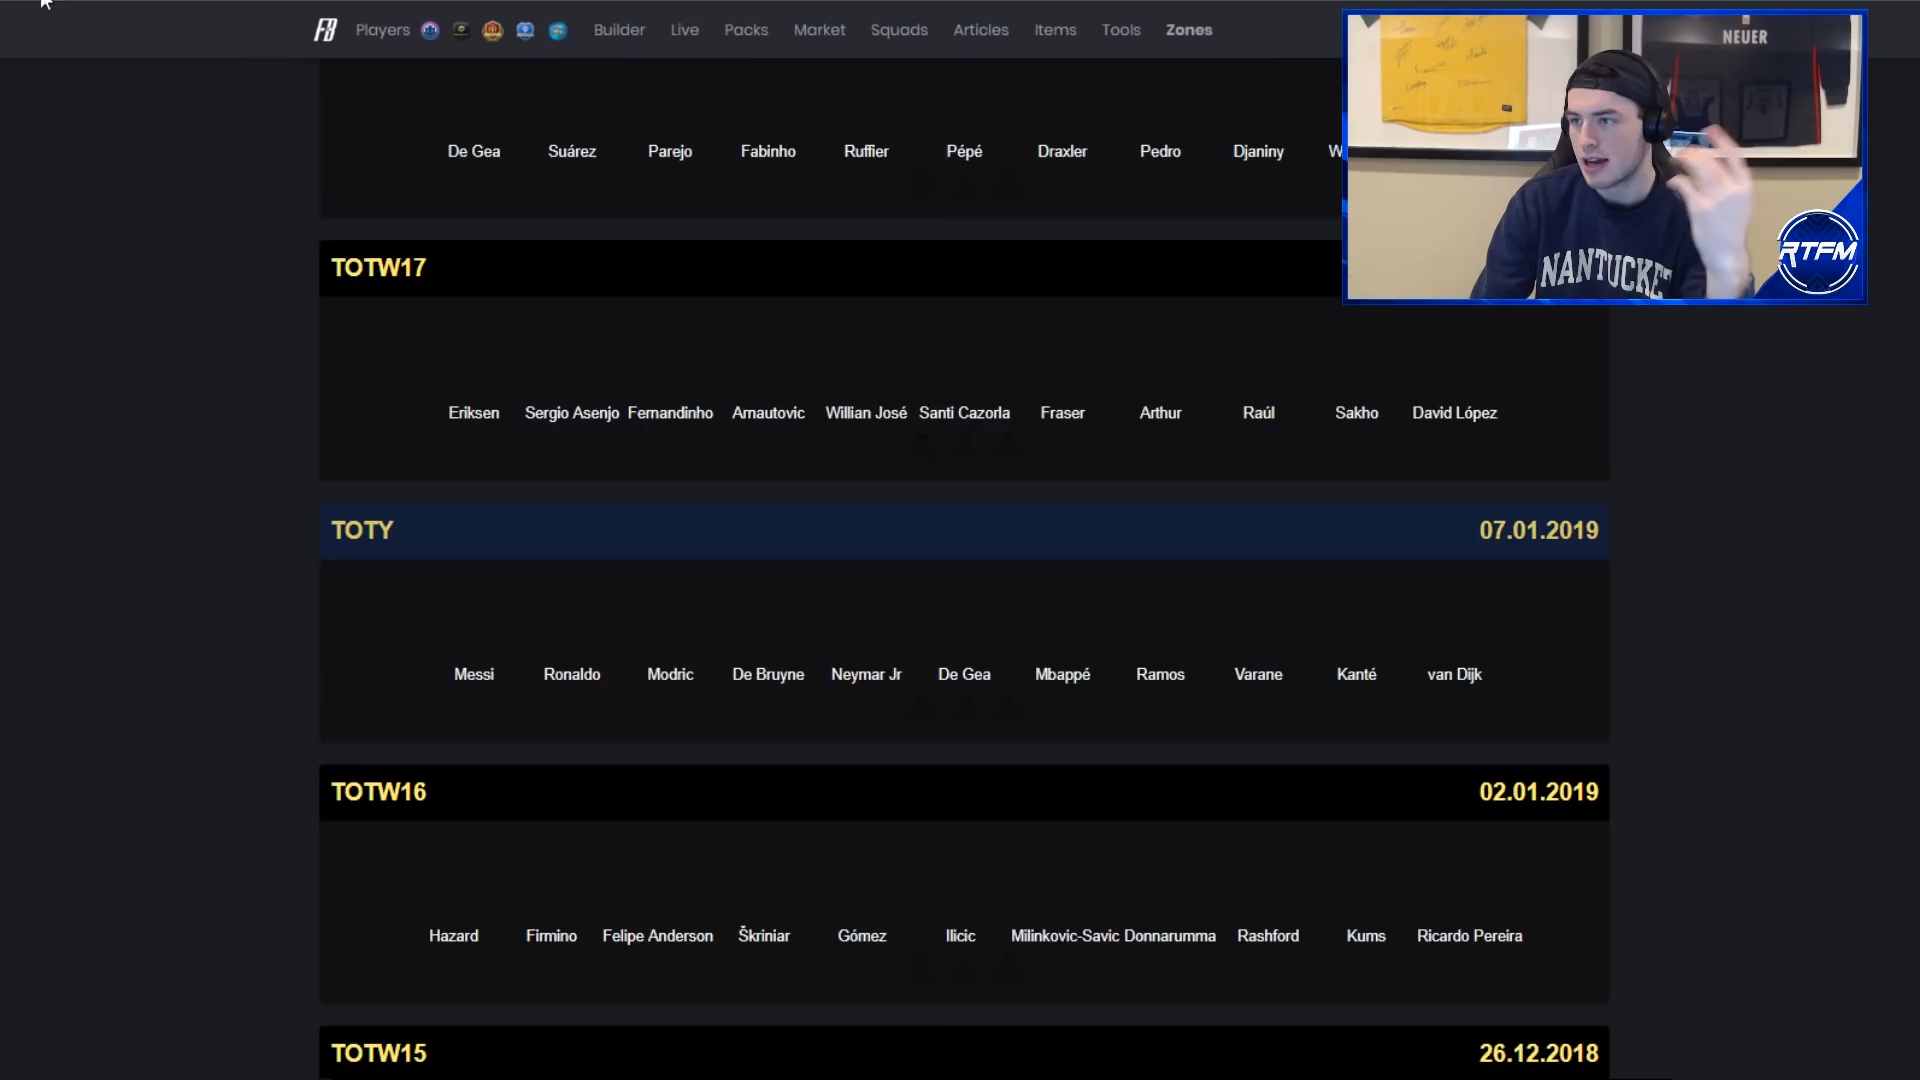 FB Players Builder Live Packs Market Squads Articles Items Tools Zones
NEUER
De Gea Suárez Parejo Fabinho Ruffier Pépé Draxler Pedro Djaniny
NANTUCKET
RTFM
TOTW17
Eriksen Sergio Asenjo Fernandinho Arnautovic Willian José Santi Cazorla Fraser Arthur Raúl Sakho David López
TOTY 07.01.2019
Messi Ronaldo Modric De Bruyne Neymar Jr De Gea Mbappé Ramos Varane Kanté van Dijk
TOTW16 02.01.2019
Hazard Firmino Felipe Anderson Škriniar Gómez Ilicic Milinkovic-Savic Donnarumma Rashford Kums Ricardo Pereira
TOTW15 26.12.2018